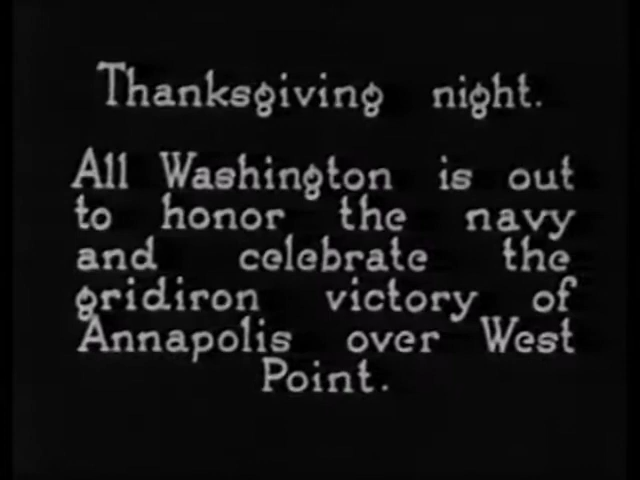 Thanksgiving night.
All Washington is out
to honor the navy
and celebrate the
gridiron victory of
Annapolis over West
Point.